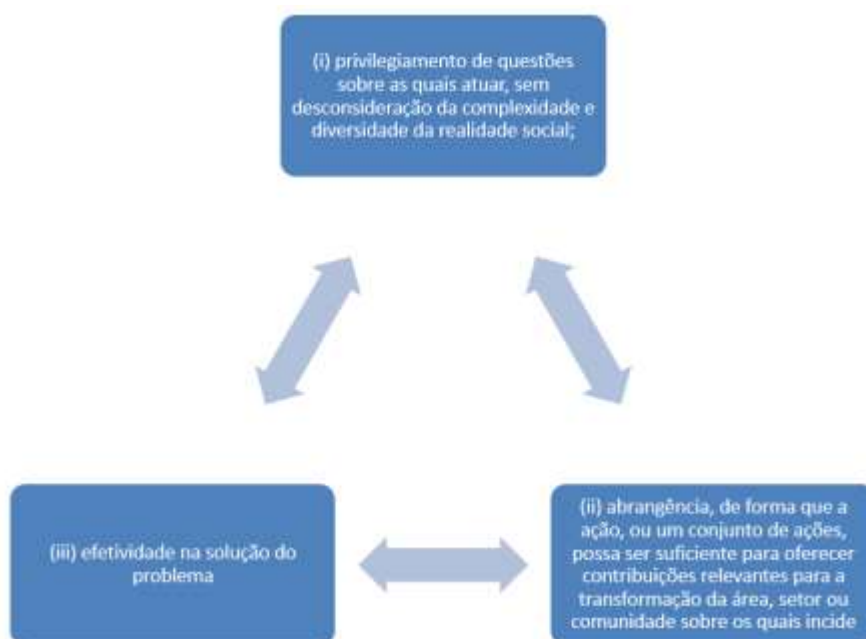 (i) privilegiamento de questões
sobre as quais atuar, sem
desconsideração da complexidade e
diversidade da realidade social;
(iii) efetividade na solução do
problema
(ii) abrangência, de forma que a
ação, ou um conjunto de ações,
possa ser suficiente para oferecer
contribuições relevantes para a
transformação da área, setor ou
comunidade sobre os quais incide